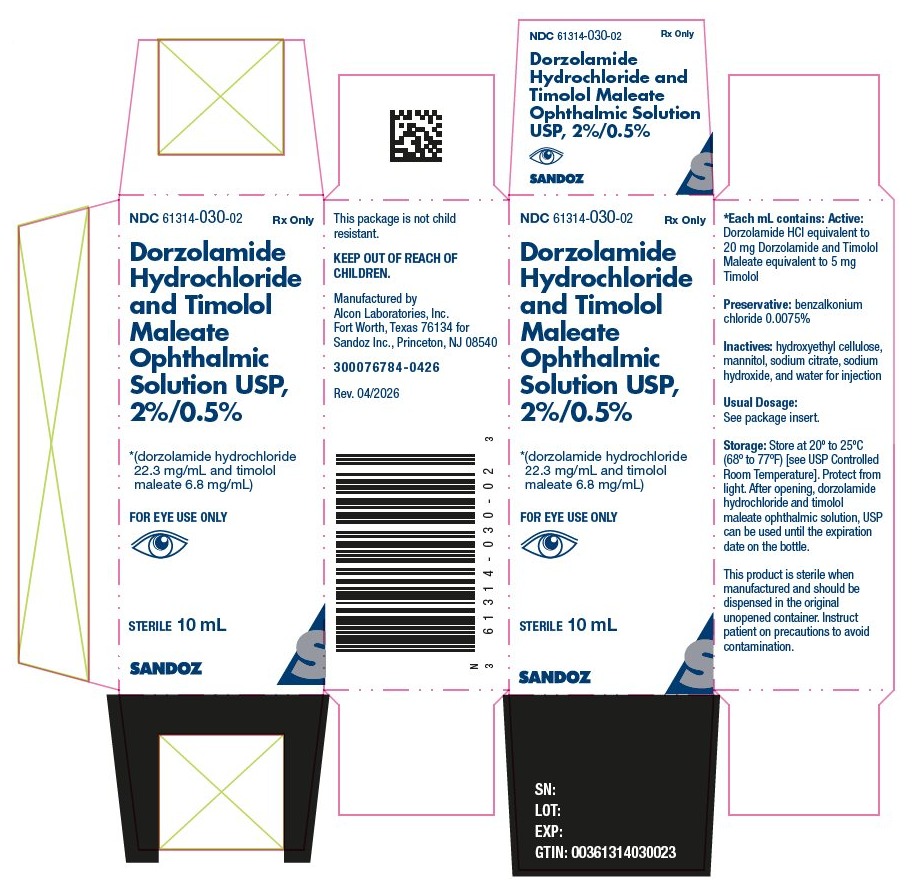 NDC 61314-030-02 Rx Only
Dorzolamide
Hydrochloride and
Timolol Maleate
Ophthalmic Solution
USP, 2%/0.5%
SANDOZ
NDC 61314-030-02 Rx Only
Dorzolamide
Hydrochloride
and Timolol
Maleate
Ophthalmic
Solution USP,
2%/0.5%
*(dorzolamide hydrochloride
22.3 mg/mL and timolol
maleate 6.8 mg/mL)
FOR EYE USE ONLY
STERILE 10 mL
SANDOZ
S
This package is not child
resistant.
KEEP OUT OF REACH OF
CHILDREN.
Manufactured by
Alcon Laboratories, Inc.
Fort Worth, Texas 76134 for
Sandoz Inc., Princeton, NJ 08540
300076784-0426
Rev. 04/2026
N 3 61314-030-02 3
NDC 61314-030-02 Rx Only
Dorzolamide
Hydrochloride
and Timolol
Maleate
Ophthalmic
Solution USP,
2%/0.5%
*(dorzolamide hydrochloride
22.3 mg/mL and timolol
maleate 6.8 mg/mL)
FOR EYE USE ONLY
STERILE 10 mL
SANDOZ
S
*Each mL contains: Active:
Dorzolamide HCl equivalent to
20 mg Dorzolamide and Timolol
Maleate equivalent to 5 mg
Timolol
Preservative: benzalkonium
chloride 0.0075%
Inactives: hydroxyethyl cellulose,
mannitol, sodium citrate, sodium
hydroxide, and water for injection
Usual Dosage:
See package insert.
Storage: Store at 20º to 25ºC
(68º to 77ºF) [see USP Controlled
Room Temperature]. Protect from
light. After opening, dorzolamide
hydrochloride and timolol
maleate ophthalmic solution, USP
can be used until the expiration
date on the bottle.
This product is sterile when
manufactured and should be
dispensed in the original
unopened container. Instruct
patient on precautions to avoid
contamination.
SN:
LOT:
EXP:
GTIN: 00361314030023